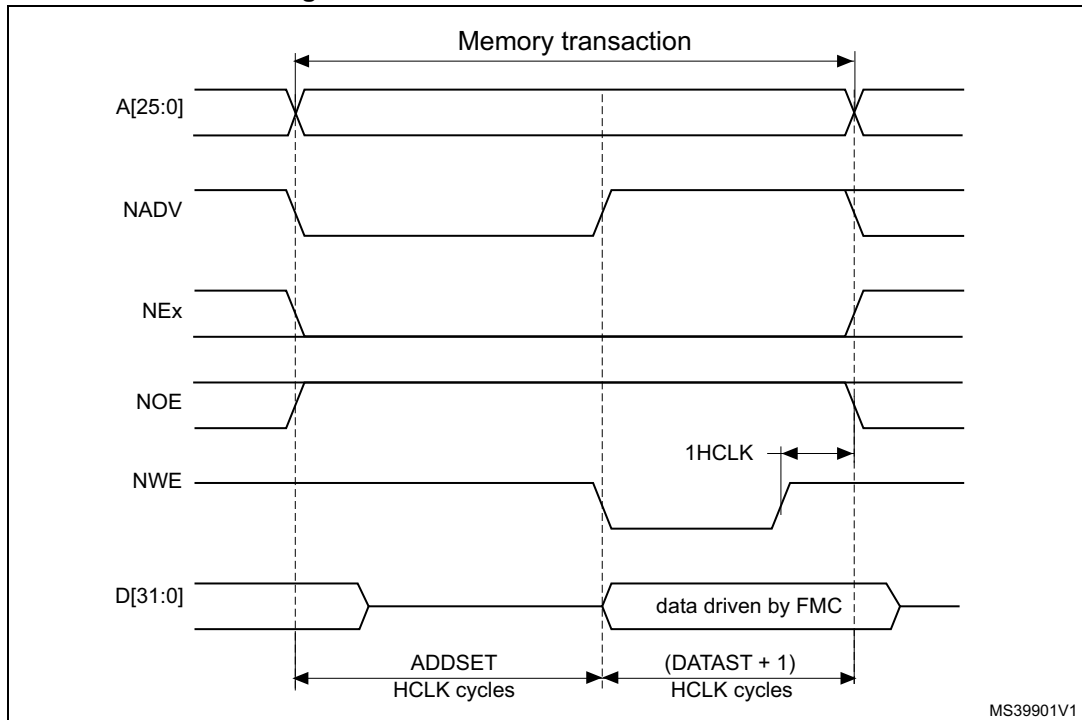 Memory transaction
A[25:0]
NADV
NEx
NOE
1HCLK
NWE
D[31:0]
data driven by FMC
ADDSET
HCLK cycles
(DATAST + 1)
HCLK cycles
MS39901V1